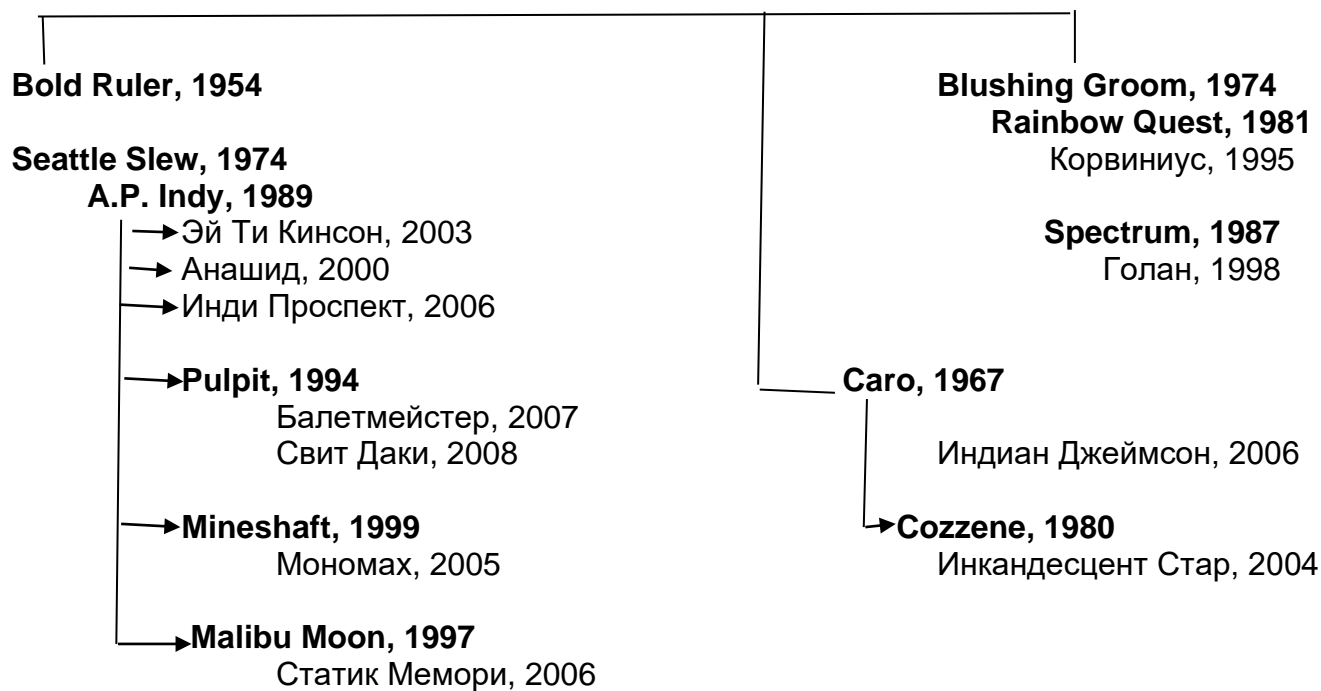 Bold Ruler, 1954
Seattle Slew, 1974
A.P. Indy, 1989
Эй Ти Кинсон, 2003
Анашид, 2000
Инди Проспект, 2006
Pulpit, 1994
Балетмейстер, 2007
Свит Даки, 2008
Mineshaft, 1999
Мономах, 2005
Malibu Moon, 1997
Статик Мемори, 2006
Blushing Groom, 1974
Rainbow Quest, 1981
Корвиниус, 1995
Spectrum, 1987
Голан, 1998
Caro, 1967
Индиан Джеймсон, 2006
Cozzene, 1980
Инкандесцент Стар, 2004